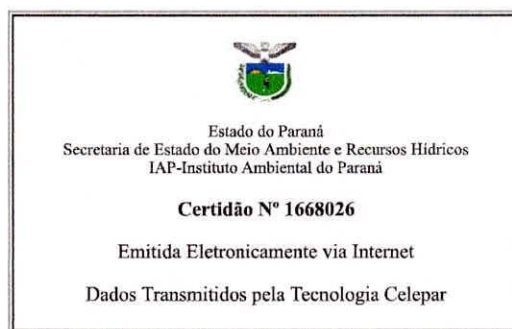 Estado do Paraná
Secretaria de Estado do Meio Ambiente e Recursos Hídricos
IAP-Instituto Ambiental do Paraná
Certidão Nº 1668026
Emitida Eletronicamente via Internet
Dados Transmitidos pela Tecnologia Celepar